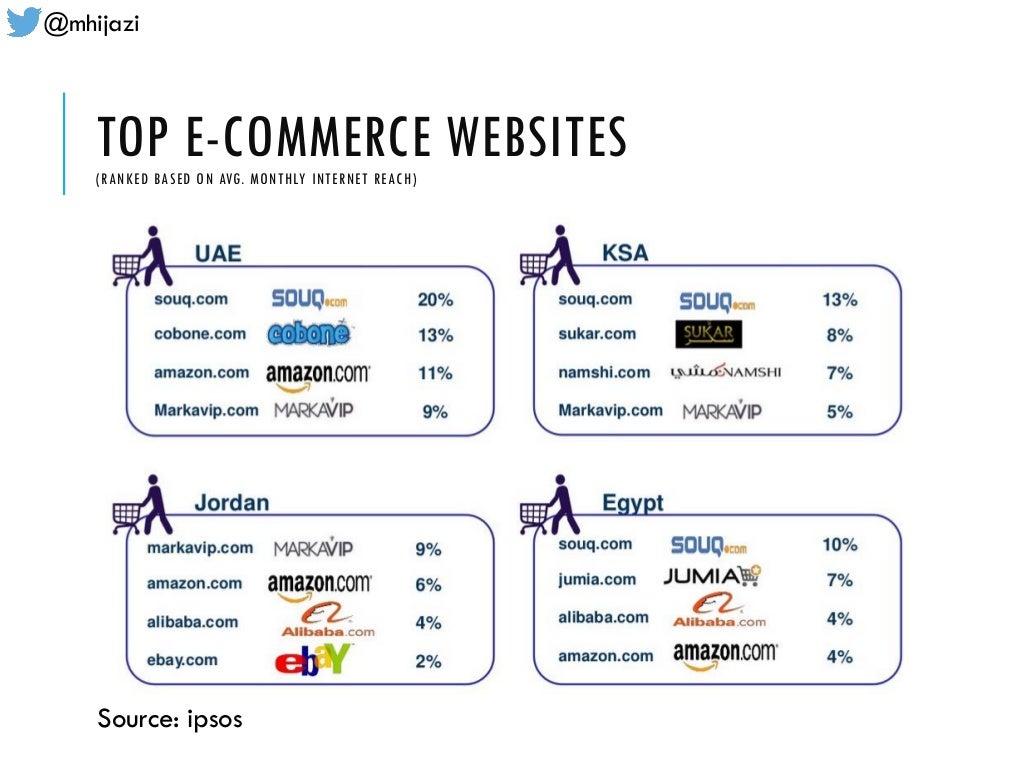 @mhijazi
TOP E-COMMERCE WEBSITES
(RANKED BASED ON AVG. MONTHLY INTERNET REACH)
UAE
souq.com SOUQ.com 20%
cobone.com cobone 13%
amazon.com amazon.com 11%
Markavip.com MARKAVIP 9%
KSA
souq.com SOUQ.com 13%
sukar.com SUKAR سكر 8%
namshi.com نمشي NAMSHI 7%
Markavip.com MARKAVIP 5%
Jordan
markavip.com MARKAVIP 9%
amazon.com amazon.com 6%
alibaba.com Alibaba.com 4%
ebay.com ebaY 2%
Egypt
souq.com SOUQ.com 10%
jumia.com JUMIA 7%
alibaba.com Alibaba.com 4%
amazon.com amazon.com 4%
Source: ipsos